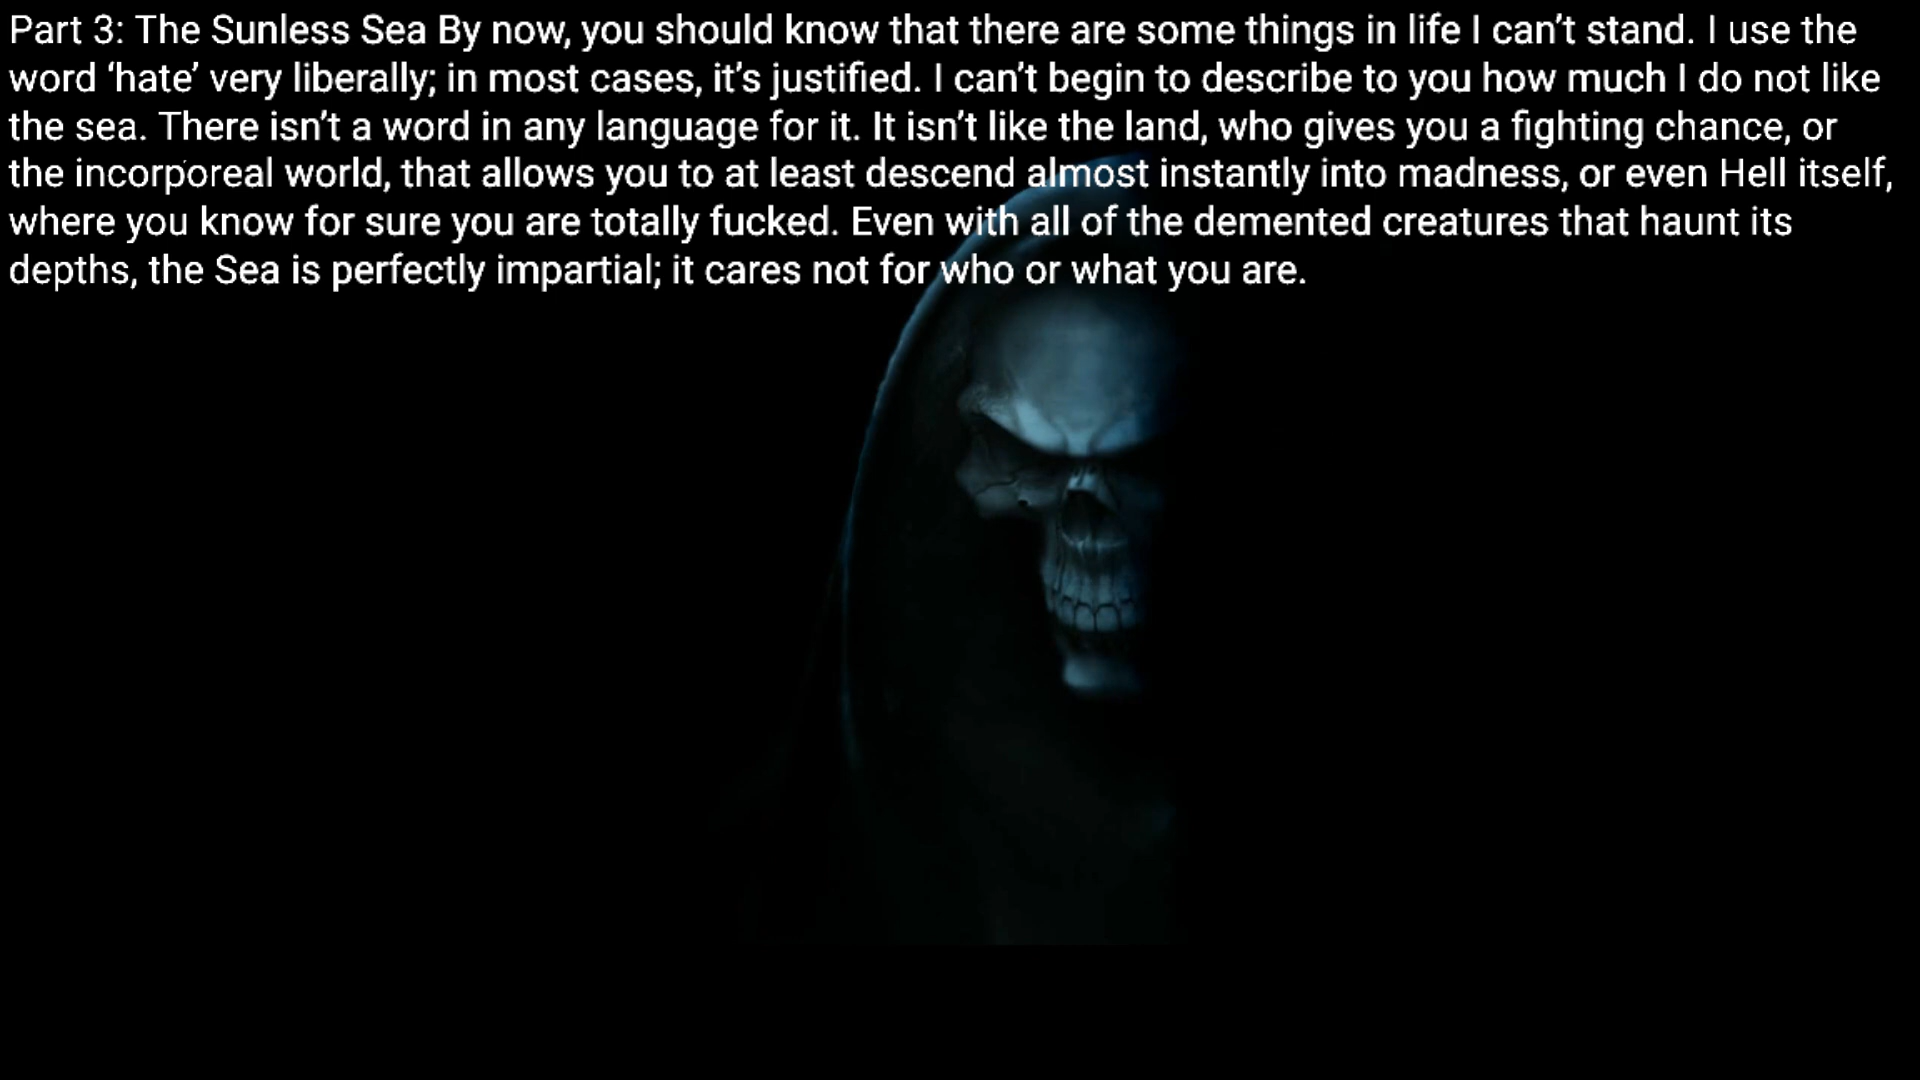 Part 3: The Sunless Sea By now, you should know that there are some things in life I can’t stand. I use the
word ‘hate’ very liberally; in most cases, it’s justified. I can’t begin to describe to you how much I do not like
the sea. There isn’t a word in any language for it. It isn’t like the land, who gives you a fighting chance, or
the incorporeal world, that allows you to at least descend almost instantly into madness, or even Hell itself,
where you know for sure you are totally fucked. Even with all of the demented creatures that haunt its
depths, the Sea is perfectly impartial; it cares not for who or what you are.